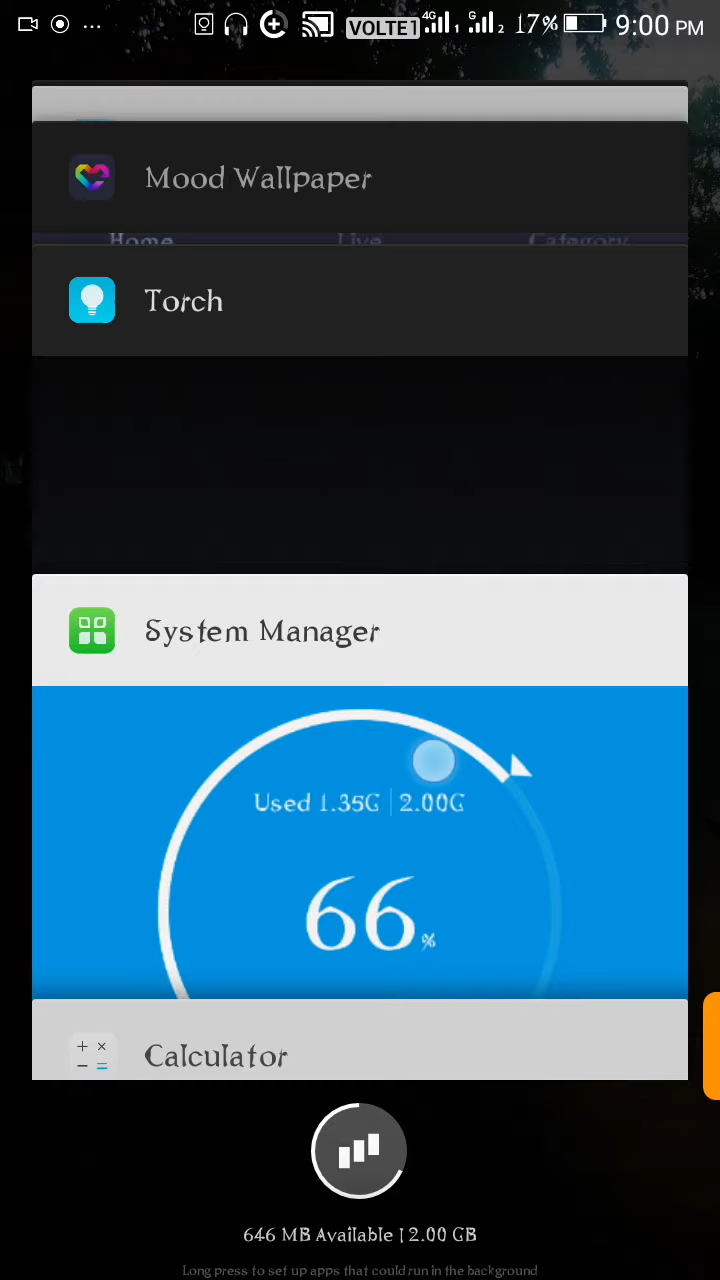 VOLTE1 4G 1 G 2 17% 9:00 PM
Mood Wallpaper
Home Live Category
Torch
System Manager
Used 1.35G | 2.00G
66%
Calculator
646 MB Available | 2.00 GB
Long press to set up apps that could run in the background